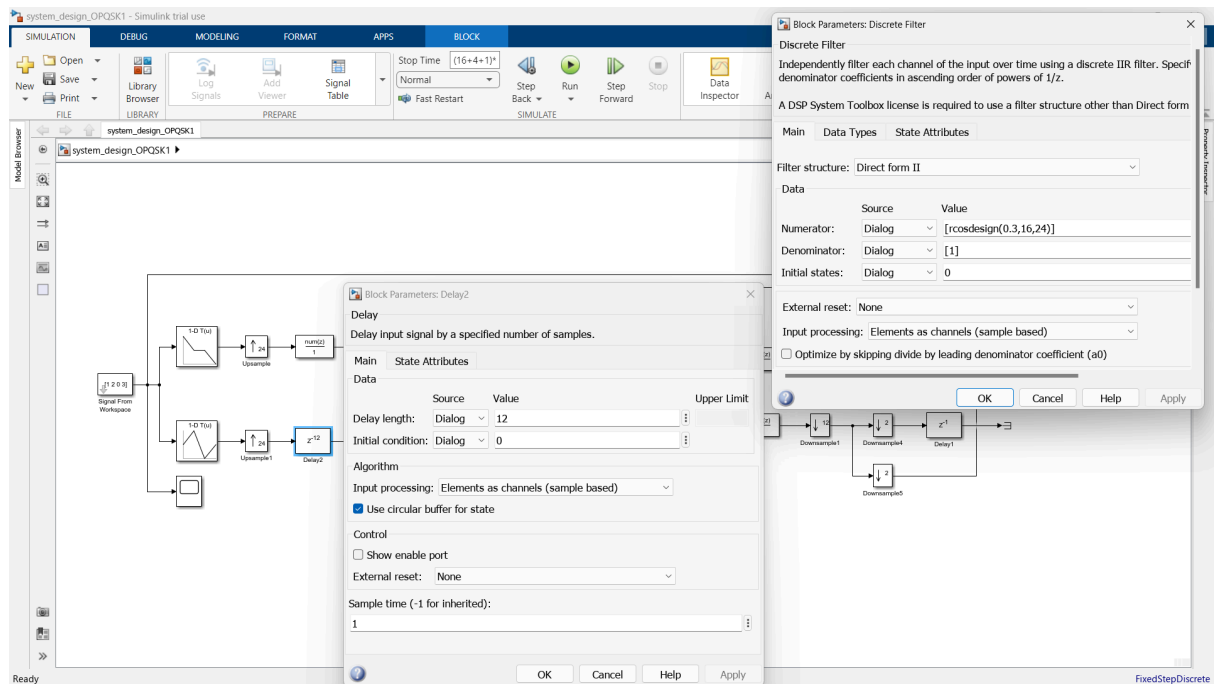 system_design_OPQSK1 - Simulink trial use
SIMULATION DEBUG MODELING FORMAT APPS BLOCK
New
Open
Save
Print
FILE
Library Browser
LIBRARY
Log Signals
Add Viewer
Signal Table
PREPARE
Stop Time (16+4+1)*
Normal
Fast Restart
Step Back
Run
Step Forward
Stop
SIMULATE
Data Inspector
system_design_OPQSK1
system_design_OPQSK1
Model Browser
Property Inspector
1-D T(u)
24
Upsample
num(z)
1
[1 2 0 3]
Signal From Workspace
1-D T(u)
24
Upsample1
z-12
Delay2
Block Parameters: Delay2
Delay
Delay input signal by a specified number of samples.
Main State Attributes
Data
Source Value Upper Limit
Delay length: Dialog 12
Initial condition: Dialog 0
Algorithm
Input processing: Elements as channels (sample based)
Use circular buffer for state
Control
Show enable port
External reset: None
Sample time (-1 for inherited):
1
OK Cancel Help Apply
Block Parameters: Discrete Filter
Discrete Filter
Independently filter each channel of the input over time using a discrete IIR filter. Specif
denominator coefficients in ascending order of powers of 1/z.
A DSP System Toolbox license is required to use a filter structure other than Direct form
Main Data Types State Attributes
Filter structure: Direct form II
Data
Source Value
Numerator: Dialog [rcosdesign(0.3,16,24)]
Denominator: Dialog [1]
Initial states: Dialog 0
External reset: None
Input processing: Elements as channels (sample based)
Optimize by skipping divide by leading denominator coefficient (a0)
OK Cancel Help Apply
12
Downsample1
2
Downsample4
z-1
Delay1
2
Downsample5
Ready
FixedStepDiscrete